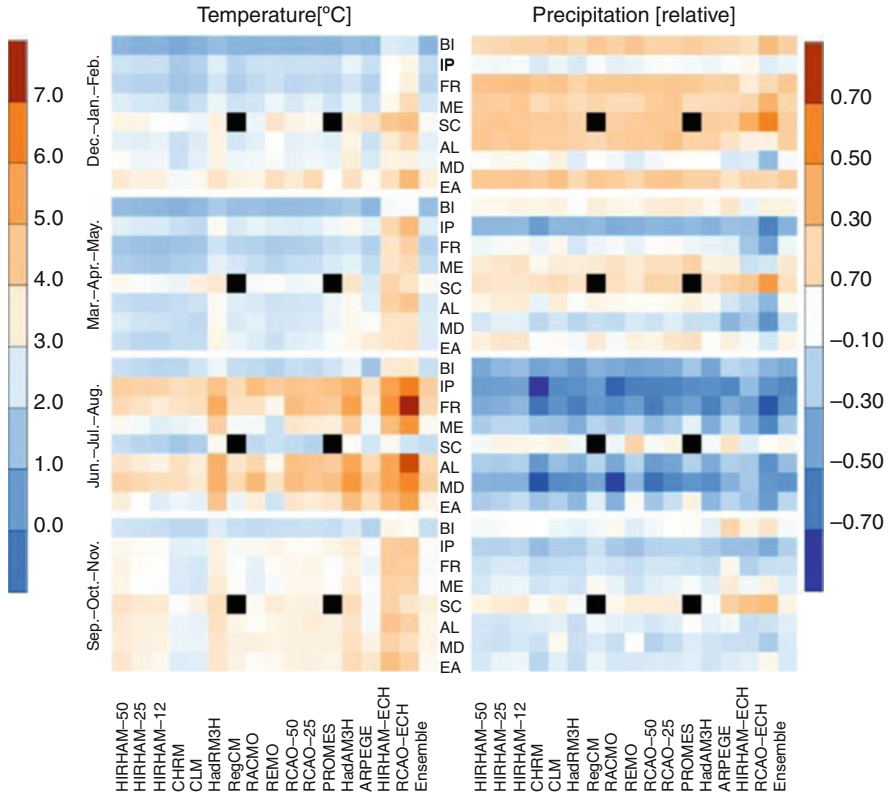 Temperature[ºC]
Precipitation [relative]
7.0
6.0
5.0
4.0
3.0
2.0
1.0
0.0
Dec.–Jan.–Feb.
Mar.–Apr.–May.
Jun.–Jul.–Aug.
Sep.–Oct.–Nov.
BI
IP
FR
ME
SC
AL
MD
EA
BI
IP
FR
ME
SC
AL
MD
EA
BI
IP
FR
ME
SC
AL
MD
EA
BI
IP
FR
ME
SC
AL
MD
EA
0.70
0.50
0.30
0.70
–0.10
–0.30
–0.50
–0.70
HIRHAM–50
HIRHAM–25
HIRHAM–12
CHRM
CLM
HadRM3H
RegCM
RACMO
REMO
RCAO–50
RCAO–25
PROMES
HadAM3H
ARPEGE
HIRHAM–ECH
RCAO–ECH
Ensemble
HIRHAM–50
HIRHAM–25
HIRHAM–12
CHRM
CLM
HadRM3H
RegCM
RACMO
REMO
RCAO–50
RCAO–25
PROMES
HadAM3H
ARPEGE
HIRHAM–ECH
RCAO–ECH
Ensemble